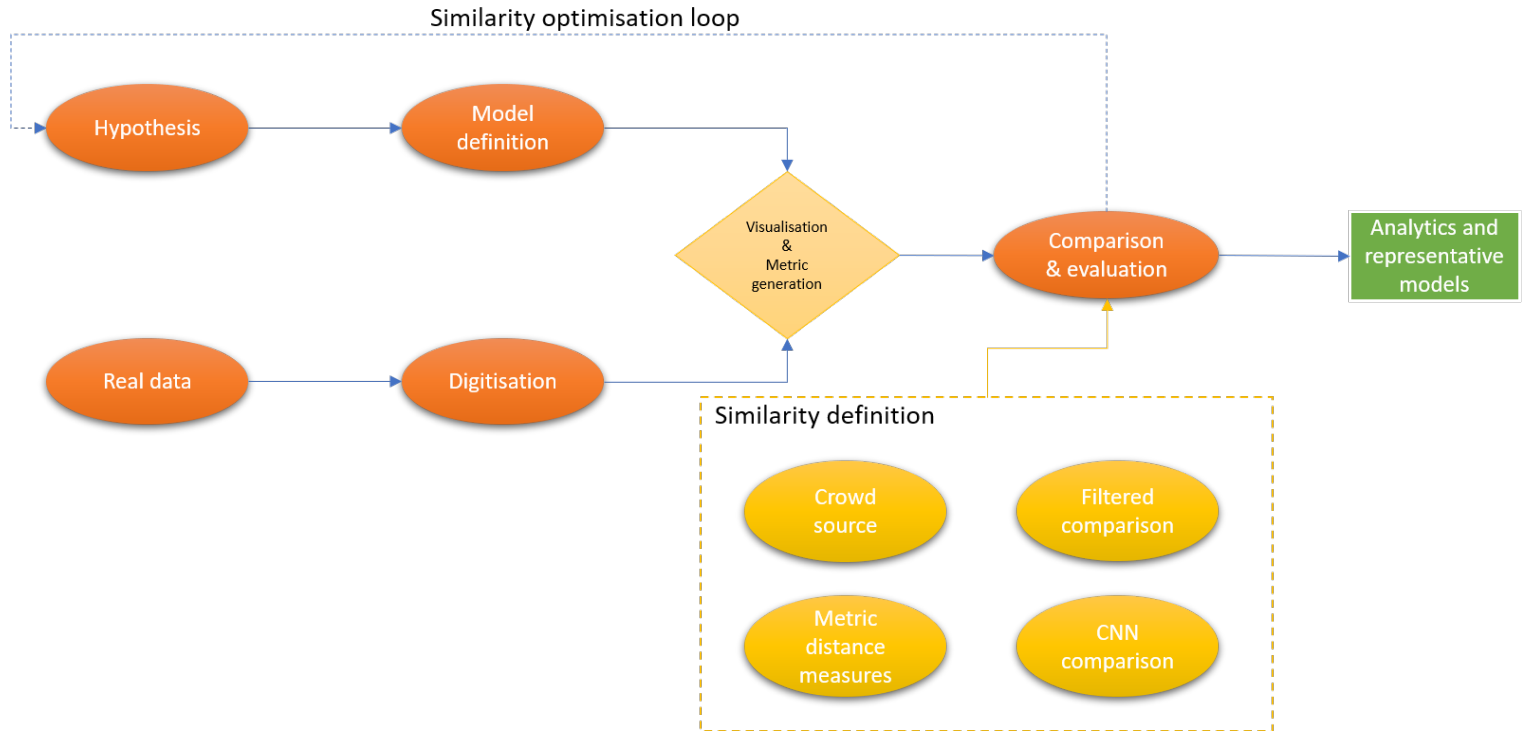 Similarity optimisation loop
Hypothesis
Model
definition
Visualisation
&
Metric
generation
Comparison
& evaluation
Analytics and
representative
models
Real data
Digitisation
Similarity definition
Crowd
source
Filtered
comparison
Metric
distance
measures
CNN
comparison